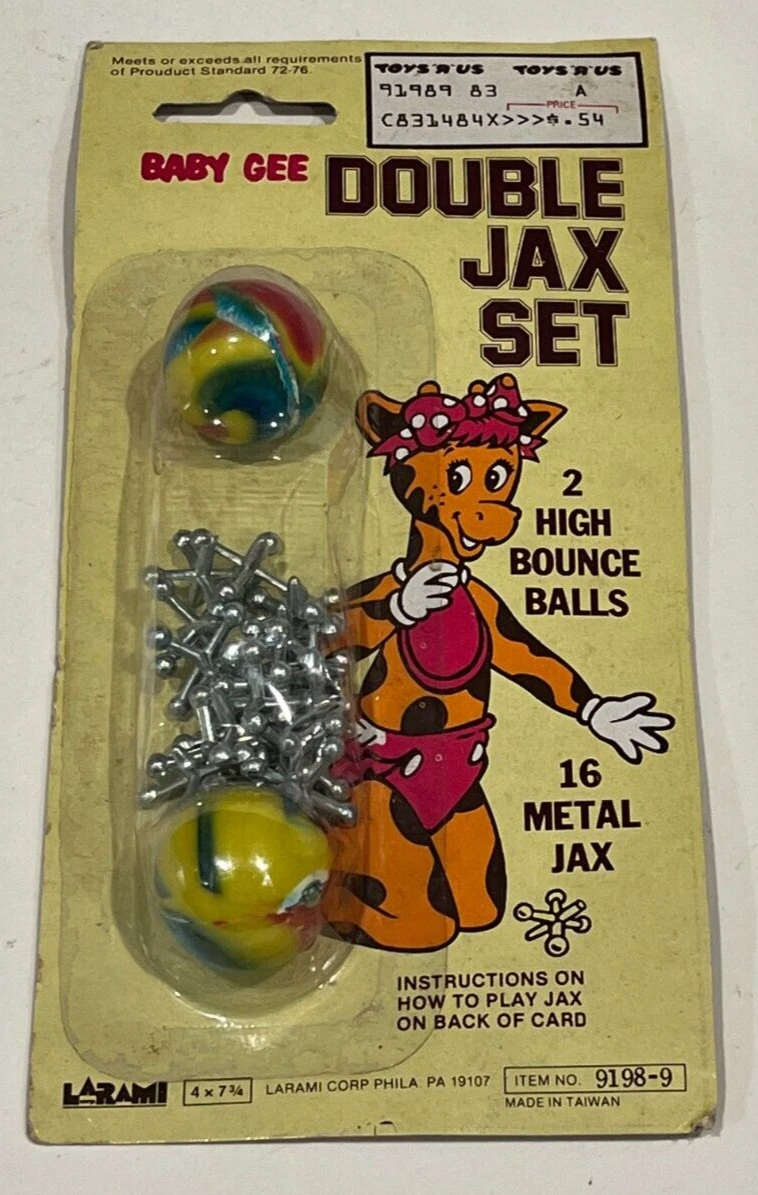 Meets or exceeds all requirements
of Prouduct Standard 72-76.
TOYS "R" US TOYS "R" US
91989 83 A
PRICE
C831484X>>>$.54
BABY GEE
DOUBLE
JAX
SET
2
HIGH
BOUNCE
BALLS
16
METAL
JAX
INSTRUCTIONS ON
HOW TO PLAY JAX
ON BACK OF CARD
LARAMI
4 x 7¾
LARAMI CORP PHILA. PA 19107
ITEM NO. 9198-9
MADE IN TAIWAN